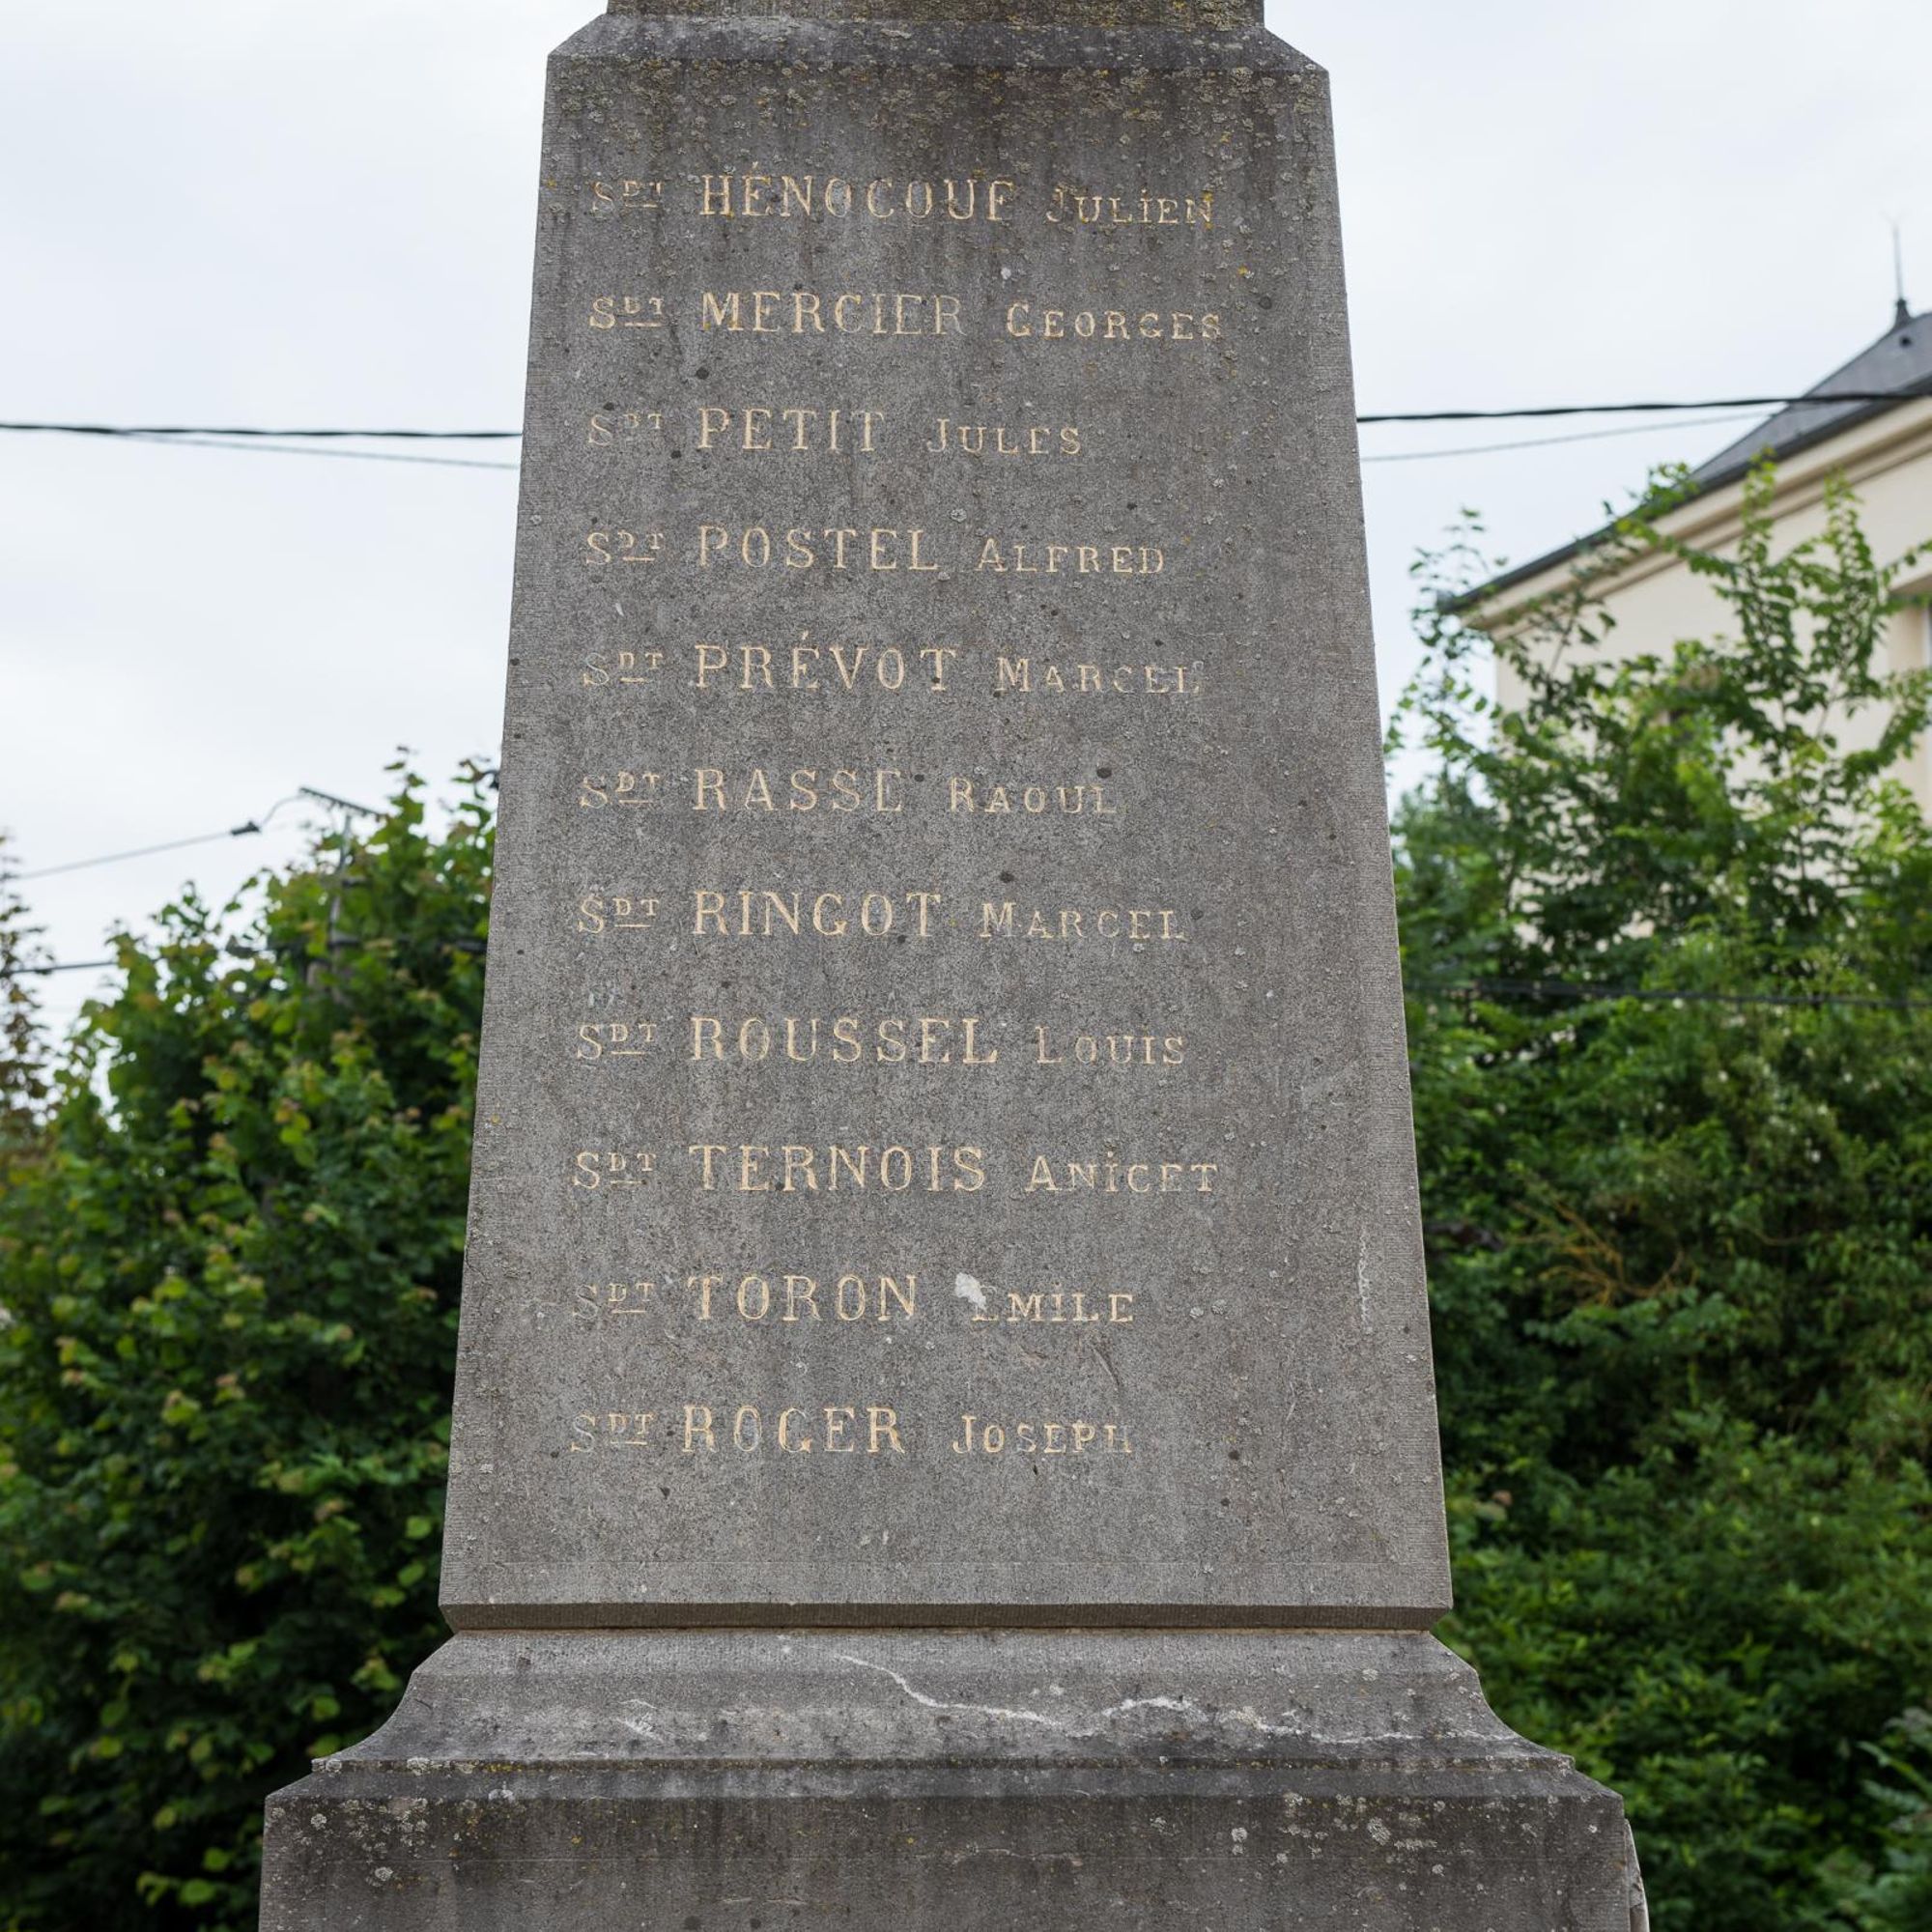 SDT HÉNOCQUE JULIEN
SDT MERCIER GEORGES
SDT PETIT JULES
SDT POSTEL ALFRED
SDT PRÉVOT MARCEL
SDT RASSE RAOUL
SDT RINGOT MARCEL
SDT ROUSSEL LOUIS
SDT TERNOIS ANICET
SDT TORON EMILE
SDT ROGER JOSEPH